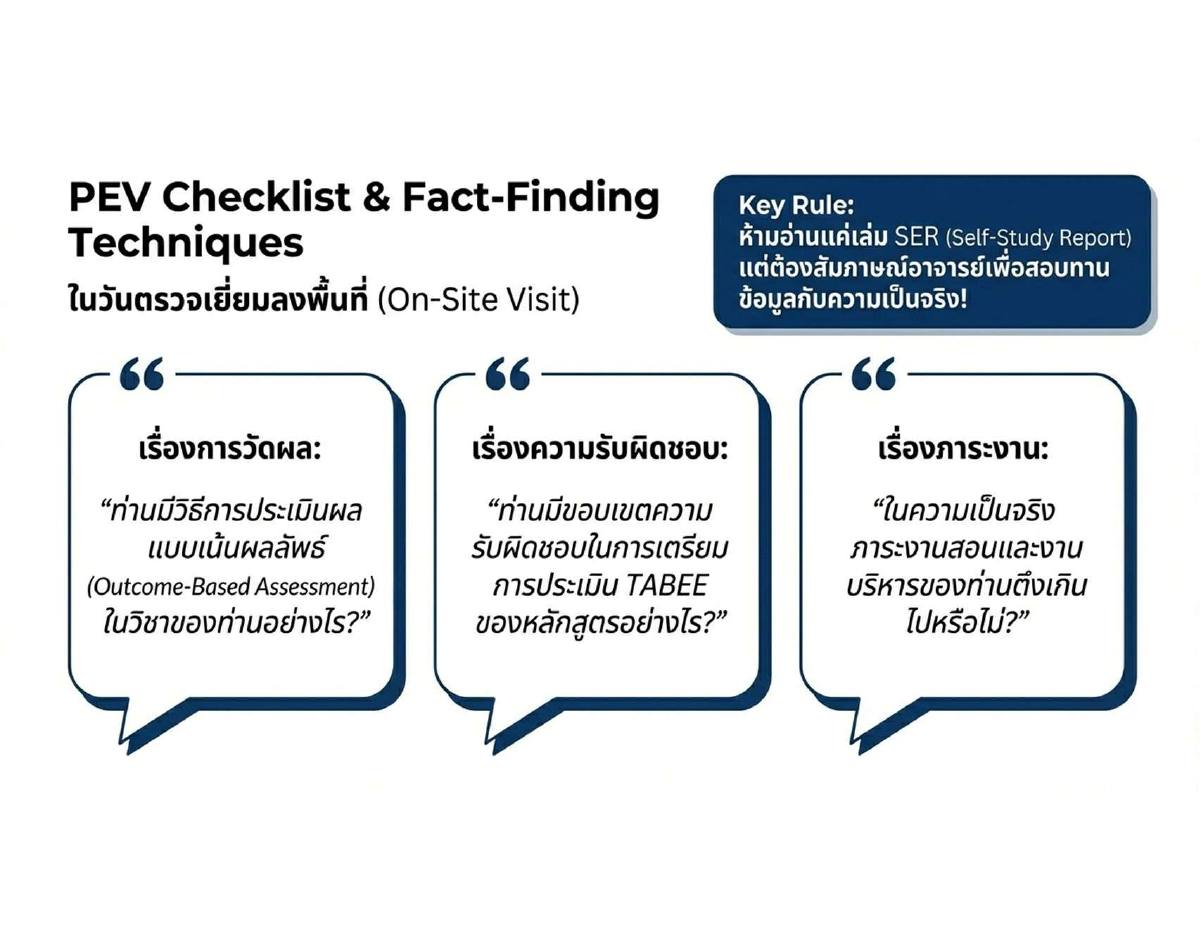 PEV Checklist & Fact-Finding
Techniques
ในวันตรวจเยี่ยมลงพื้นที่ (On-Site Visit)
Key Rule:
ห้ามอ่านแค่เล่ม SER (Self-Study Report)
แต่ต้องสัมภาษณ์อาจารย์เพื่อสอบทาน
ข้อมูลกับความเป็นจริง!
เรื่องการวัดผล:
“ท่านมีวิธีการประเมินผล
แบบเน้นผลลัพธ์
(Outcome-Based Assessment)
ในวิชาของท่านอย่างไร?”
เรื่องความรับผิดชอบ:
“ท่านมีขอบเขตความ
รับผิดชอบในการเตรียม
การประเมิน TABEE
ของหลักสูตรอย่างไร?”
เรื่องภาระงาน:
“ในความเป็นจริง
ภาระงานสอนและงาน
บริหารของท่านตึงเกิน
ไปหรือไม่?”